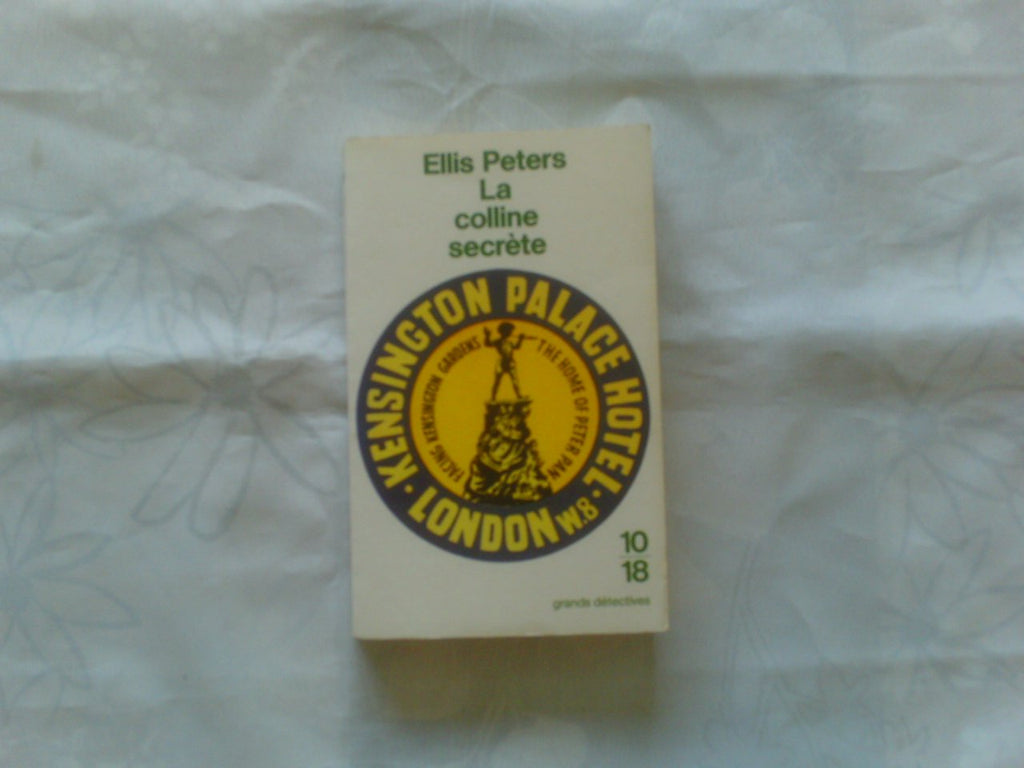 Ellis Peters
La
colline
secrète
· KENSINGTON PALACE HOTEL ·
LONDON W.8
FACING KENSINGTON GARDENS
THE HOME OF PETER PAN
10
18
grands détectives